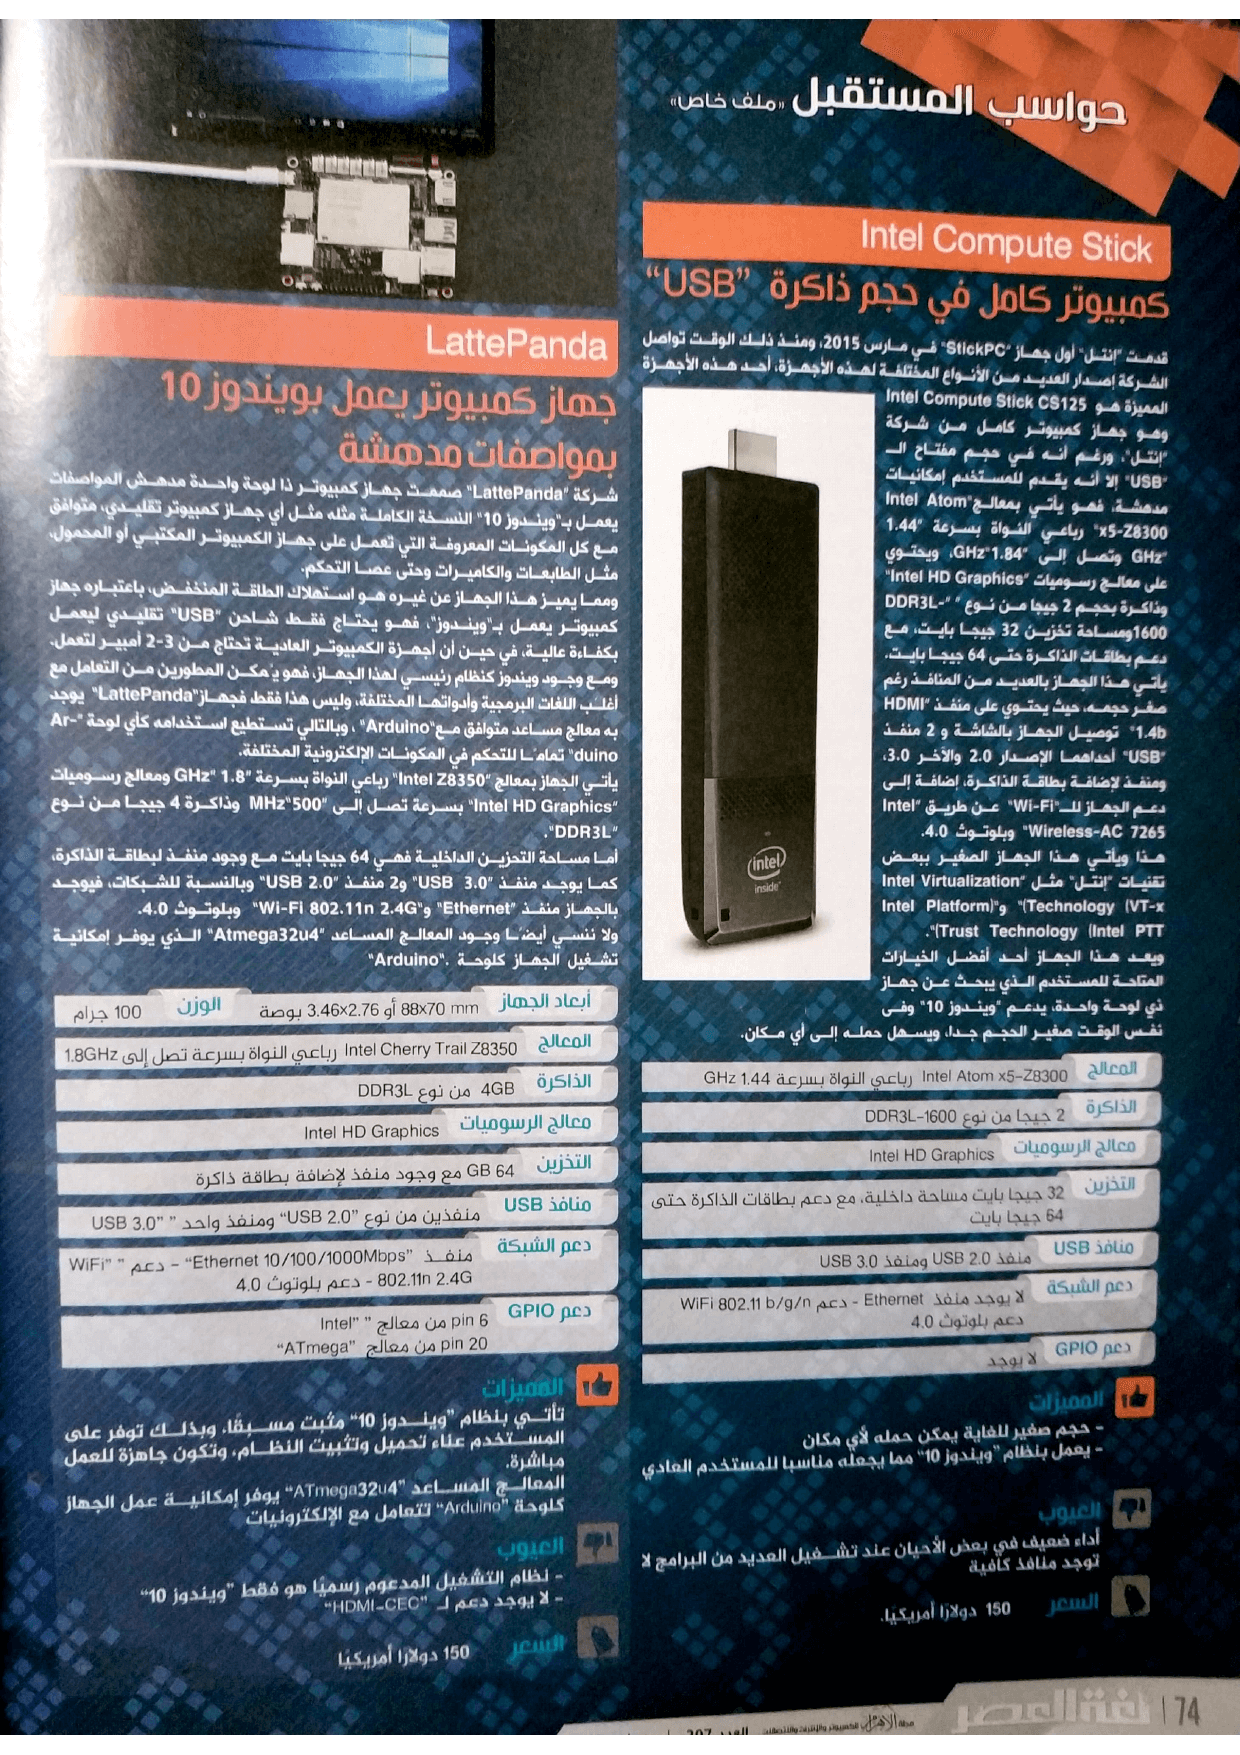 حواسب المستقبل «ملف خاص»
Intel Compute Stick
كمبيوتر كامل في حجم ذاكرة "USB"
قدمت "إنتل" أول جهاز "StickPC" في مارس 2015، ومنذ ذلك الوقت تواصل
الشركة إصدار العديد من الأنواع المختلفة لهذه الأجهزة، أحد هذه الأجهزة
المميزة هو Intel Compute Stick CS125
وهو جهاز كمبيوتر كامل من شركة
"إنتل"، ورغم أنه في حجم مفتاح الـ
"USB" إلا أنه يقدم للمستخدم إمكانيات
مدهشة، فهو يأتي بمعالج "Intel Atom
x5-Z8300" رباعي النواة بسرعة "1.44
GHz" وتصل إلى "1.84"GHz، ويحتوي
على معالج رسوميات "Intel HD Graphics"
وذاكرة بحجم 2 جيجا من نوع " "-DDR3L
1600ومساحة تخزين 32 جيجا بايت، مع
دعم بطاقات الذاكرة حتى 64 جيجا بايت.
يأتي هذا الجهاز بالعديد من المنافذ رغم
صغر حجمه، حيث يحتوي على منفذ "HDMI
1.4b" توصيل الجهاز بالشاشة و 2 منفذ
"USB" أحداهما الإصدار 2.0 والآخر 3.0،
ومنفذ لإضافة بطاقة الذاكرة، إضافة إلى
دعم الجهاز للـ"Wi-Fi" عن طريق "Intel
Wireless-AC 7265" وبلوتوث 4.0.
هذا ويأتي هذا الجهاز الصغير ببعض
تقنيات "إنتل" مثل "Intel Virtualization
Technology (VT-x)" و"(Intel Platform
Trust Technology (Intel PTT)".
ويعد هذا الجهاز أحد أفضل الخيارات
المتاحة للمستخدم الذي يبحث عن جهاز
ذي لوحة واحدة، يدعم "ويندوز 10" وفى
نفس الوقت صغير الحجم جدا، ويسهل حمله إلى أي مكان.
intel inside
المعالج Intel Atom x5-Z8300 رباعي النواة بسرعة 1.44 GHz
الذاكرة 2 جيجا من نوع DDR3L-1600
معالج الرسوميات Intel HD Graphics
التخزين 32 جيجا بايت مساحة داخلية، مع دعم بطاقات الذاكرة حتى
64 جيجا بايت
منافذ USB منفذ USB 2.0 ومنفذ USB 3.0
دعم الشبكة لا يوجد منفذ Ethernet - دعم WiFi 802.11 b/g/n
دعم بلوتوث 4.0
دعم GPIO لا يوجد
المميزات
- حجم صغير للغاية يمكن حمله لأي مكان
- يعمل بنظام "ويندوز 10" مما يجعله مناسبا للمستخدم العادي
العيوب
أداء ضعيف في بعض الأحيان عند تشغيل العديد من البرامج لا
توجد منافذ كافية
السعر 150 دولارًا أمريكيًا.
LattePanda
جهاز كمبيوتر يعمل بويندوز 10
بمواصفات مدهشة
شركة "LattePanda" صممت جهاز كمبيوتر ذا لوحة واحدة مدهش المواصفات
يعمل بـ"ويندوز 10" النسخة الكاملة مثله مثل أي جهاز كمبيوتر تقليدي، متوافق
مع كل المكونات المعروفة التي تعمل على جهاز الكمبيوتر المكتبي او المحمول،
مثل الطابعات والكاميرات وحتى عصا التحكم.
ومما يميز هذا الجهاز عن غيره هو استهلاك الطاقة المنخفض، باعتباره جهاز
كمبيوتر يعمل بـ"ويندوز"، فهو يحتاج فقط شاحن "USB" تقليدي ليعمل
بكفاءة عالية، في حين أن أجهزة الكمبيوتر العادية تحتاج من 3-2 أمبير لتعمل.
ومع وجود ويندوز كنظام رئيسي لهذا الجهاز، فهو يُمكن المطورين من التعامل مع
أغلب اللغات البرمجية وأدواتها المختلفة، وليس هذا فقط، فجهاز"LattePanda" يوجد
به معالج مساعد متوافق مع"Arduino" ، وبالتالي تستطيع استخدامه كأي لوحة "-Ar
duino" تمامًا للتحكم في المكونات الإلكترونية المختلفة.
يأتي الجهاز بمعالج "Intel Z8350" رباعي النواة بسرعة "1.8" GHz ومعالج رسوميات
"Intel HD Graphics" بسرعة تصل إلى "500"MHz وذاكرة 4 جيجا من نوع
"DDR3L".
أما مساحة التخزين الداخلية فهي 64 جيجا بايت مع وجود منفذ لبطاقة الذاكرة،
كما يوجد منفذ "USB 3.0" و2 منفذ "USB 2.0" وبالنسبة للشبكات، فيوجد
بالجهاز منفذ "Ethernet" و"Wi-Fi 802.11n 2.4G" وبلوتوث 4.0.
ولا ننسي أيضًا وجود المعالج المساعد "Atmega32u4" الذي يوفر إمكانية
تشغيل الجهاز كلوحة ."Arduino"
أبعاد الجهاز 88x70 mm أو 3.46x2.76 بوصة الوزن 100 جرام
المعالج Intel Cherry Trail Z8350 رباعي النواة بسرعة تصل إلى 1.8GHz
الذاكرة 4GB من نوع DDR3L
معالج الرسوميات Intel HD Graphics
التخزين 64 GB مع وجود منفذ لإضافة بطاقة ذاكرة
منافذ USB منفذين من نوع "USB 2.0" ومنفذ واحد " "USB 3.0
دعم الشبكة منفذ "Ethernet 10/100/1000Mbps" - دعم " "WiFi
802.11n 2.4G - دعم بلوتوث 4.0
دعم GPIO 6 pin من معالج " "Intel
20 pin من معالج "ATmega"
المميزات
تأتي بنظام "ويندوز 10" مثبت مسبقًا، وبذلك توفر على
المستخدم عناء تحميل وتثبيت النظام، وتكون جاهزة للعمل
مباشرة.
المعالج المساعد "ATmega32u4" يوفر إمكانية عمل الجهاز
كلوحة "Arduino" تتعامل مع الإلكترونيات
العيوب
- نظام التشغيل المدعوم رسميًا هو فقط "ويندوز 10"
- لا يوجد دعم لـ "HDMI-CEC"
السعر 150 دولارًا أمريكيًا
74 لغة العصر
مجلة الأهرام للكمبيوتر والإنترنت والاتصالات العدد 207